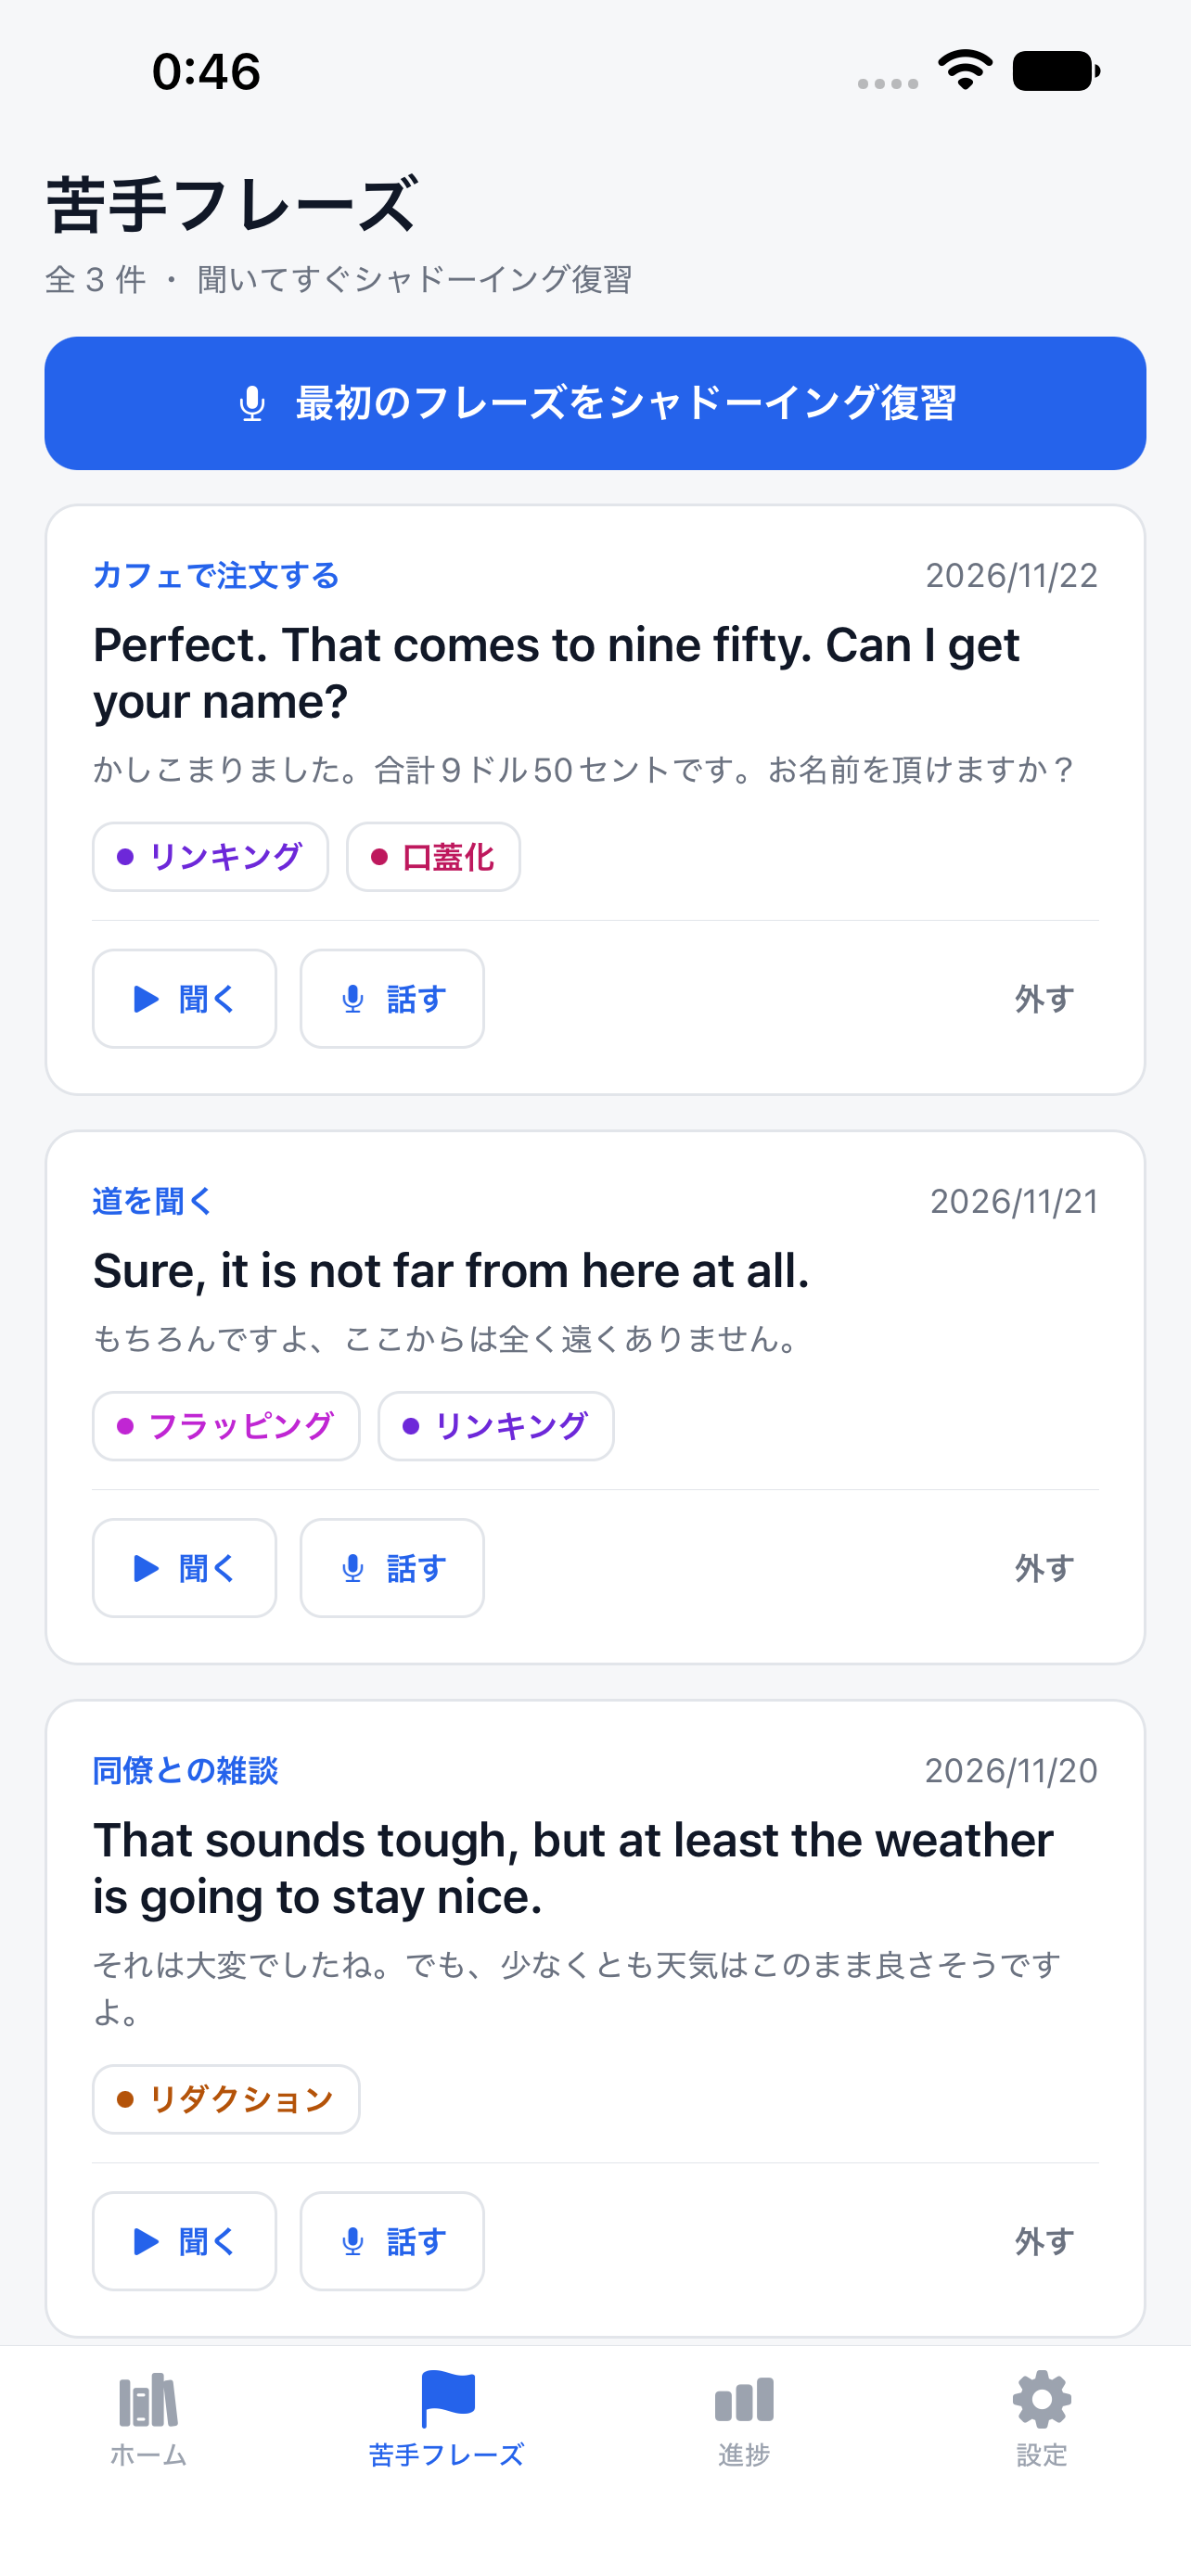 0:46
苦手フレーズ
全 3 件 ・ 聞いてすぐシャドーイング復習
最初のフレーズをシャドーイング復習
カフェで注文する
2026/11/22
Perfect. That comes to nine fifty. Can I get
your name?
かしこまりました。合計9ドル50セントです。お名前を頂けますか？
リンキング
口蓋化
聞く
話す
外す
道を聞く
2026/11/21
Sure, it is not far from here at all.
もちろんですよ、ここからは全く遠くありません。
フラッピング
リンキング
聞く
話す
外す
同僚との雑談
2026/11/20
That sounds tough, but at least the weather
is going to stay nice.
それは大変でしたね。でも、少なくとも天気はこのまま良さそうです
よ。
リダクション
聞く
話す
外す
ホーム
苦手フレーズ
進捗
設定